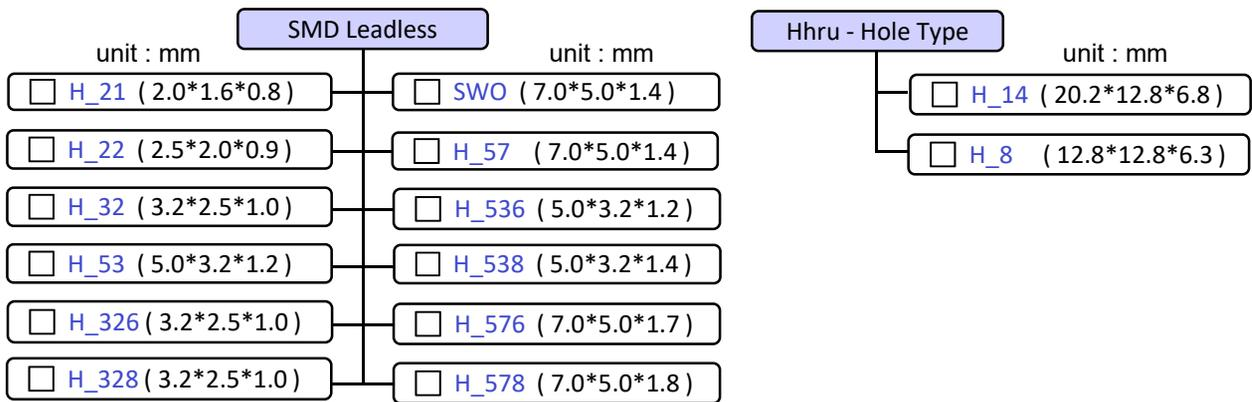 SMD Leadless
unit : mm
unit : mm
H_21 ( 2.0*1.6*0.8 )
SWO ( 7.0*5.0*1.4 )
H_22 ( 2.5*2.0*0.9 )
H_57 ( 7.0*5.0*1.4 )
H_32 ( 3.2*2.5*1.0 )
H_536 ( 5.0*3.2*1.2 )
H_53 ( 5.0*3.2*1.2 )
H_538 ( 5.0*3.2*1.4 )
H_326 ( 3.2*2.5*1.0 )
H_576 ( 7.0*5.0*1.7 )
H_328 ( 3.2*2.5*1.0 )
H_578 ( 7.0*5.0*1.8 )
Hhru - Hole Type
unit : mm
H_14 ( 20.2*12.8*6.8 )
H_8 ( 12.8*12.8*6.3 )